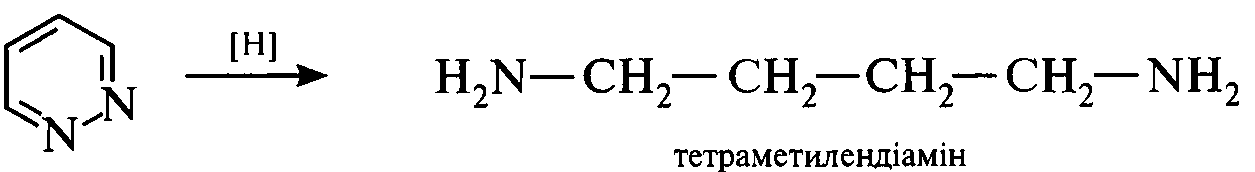 [H]
N N
H₂N—CH₂—CH₂—CH₂—CH₂—NH₂
тетраметилендіамін